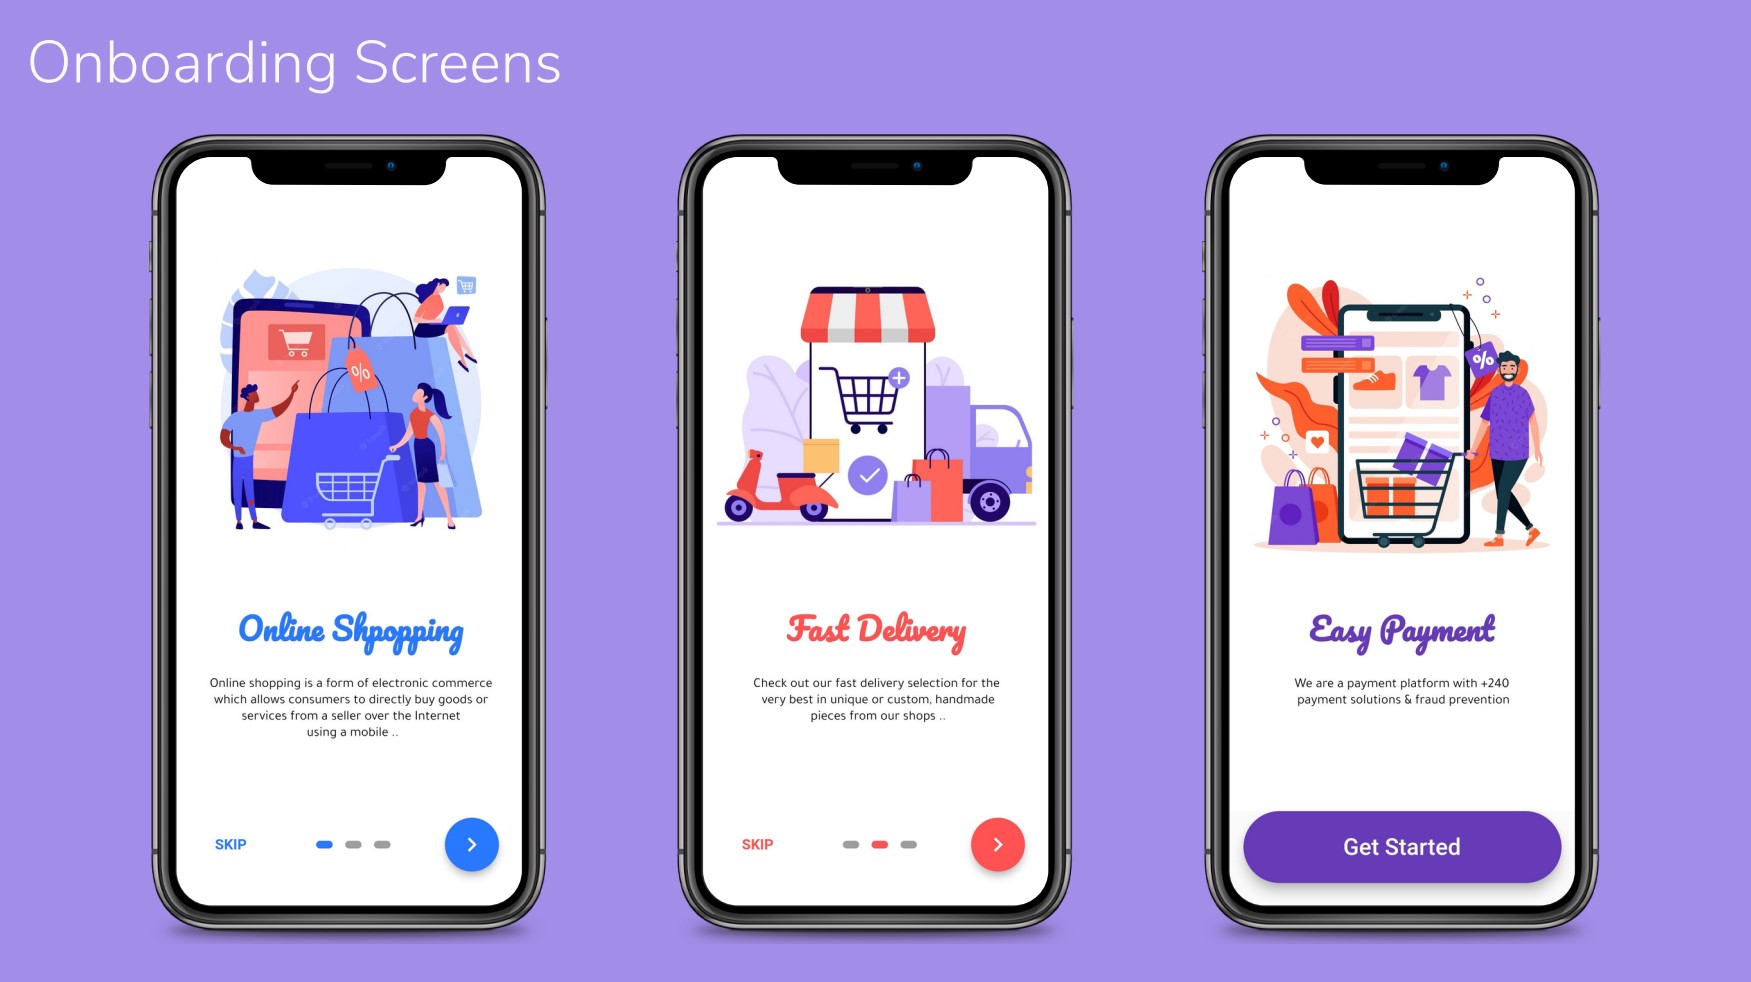 Onboarding Screens
%
Online Shpopping
Online shopping is a form of electronic commerce
which allows consumers to directly buy goods or
services from a seller over the Internet
using a mobile ..
SKIP
Fast Delivery
Check out our fast delivery selection for the
very best in unique or custom, handmade
pieces from our shops ..
SKIP
%
Easy Payment
We are a payment platform with +240
payment solutions & fraud prevention
Get Started